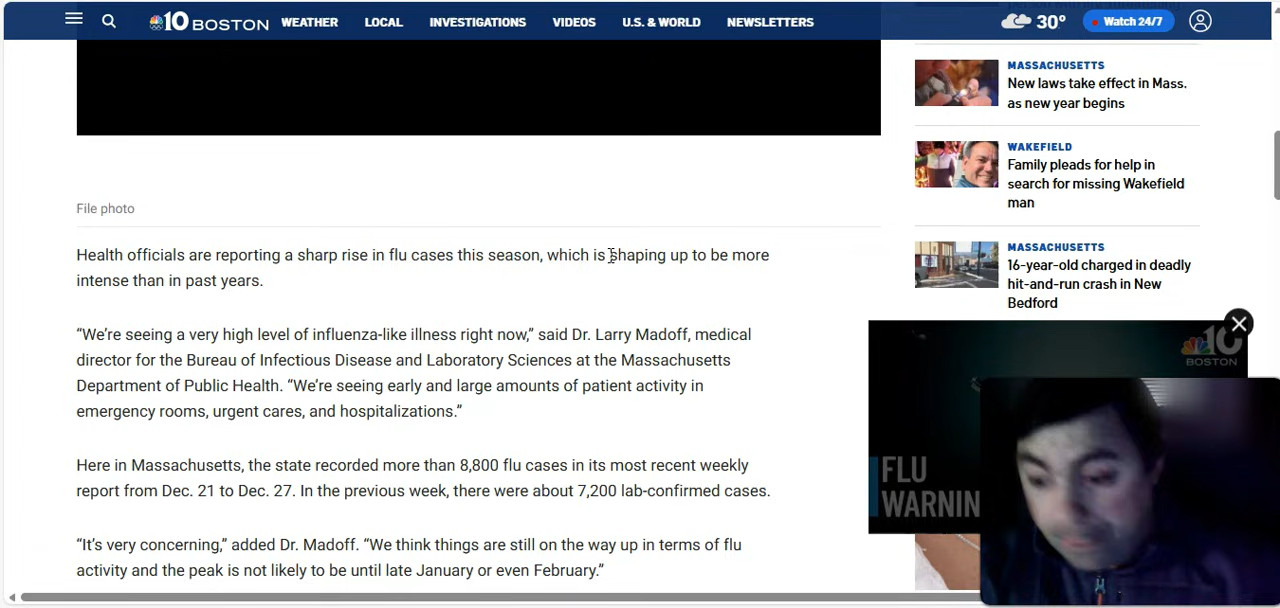 10 BOSTON WEATHER LOCAL INVESTIGATIONS VIDEOS U.S. & WORLD NEWSLETTERS 30° Watch 24/7
File photo
Health officials are reporting a sharp rise in flu cases this season, which is shaping up to be more
intense than in past years.
“We’re seeing a very high level of influenza-like illness right now,” said Dr. Larry Madoff, medical
director for the Bureau of Infectious Disease and Laboratory Sciences at the Massachusetts
Department of Public Health. “We’re seeing early and large amounts of patient activity in
emergency rooms, urgent cares, and hospitalizations.”
Here in Massachusetts, the state recorded more than 8,800 flu cases in its most recent weekly
report from Dec. 21 to Dec. 27. In the previous week, there were about 7,200 lab-confirmed cases.
“It’s very concerning,” added Dr. Madoff. “We think things are still on the way up in terms of flu
activity and the peak is not likely to be until late January or even February.”
MASSACHUSETTS
New laws take effect in Mass.
as new year begins
WAKEFIELD
Family pleads for help in
search for missing Wakefield
man
MASSACHUSETTS
16-year-old charged in deadly
hit-and-run crash in New
Bedford
10
BOSTON
FLU
WARNIN